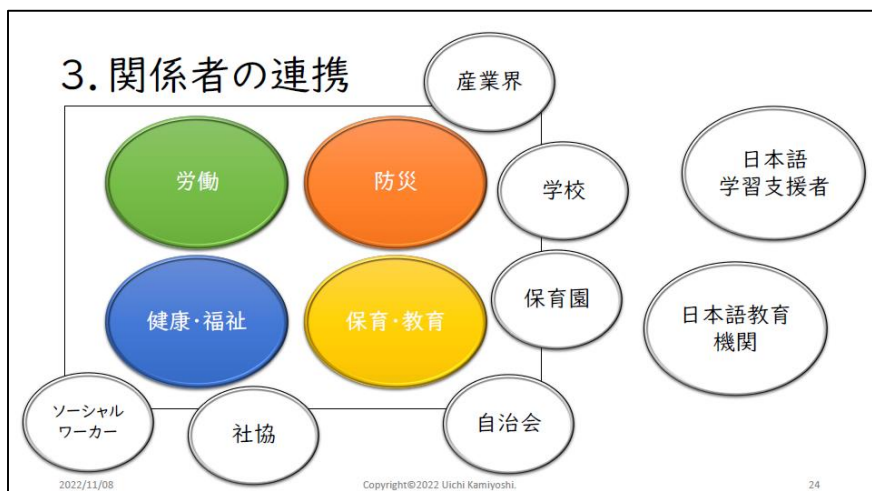 3.関係者の連携
産業界
労働
防災
学校
日本語
学習支援者
健康・福祉
保育・教育
保育園
日本語教育
機関
ソーシャル
ワーカー
社協
自治会
2022/11/08
Copyright©2022 Uichi Kamiyoshi.
24